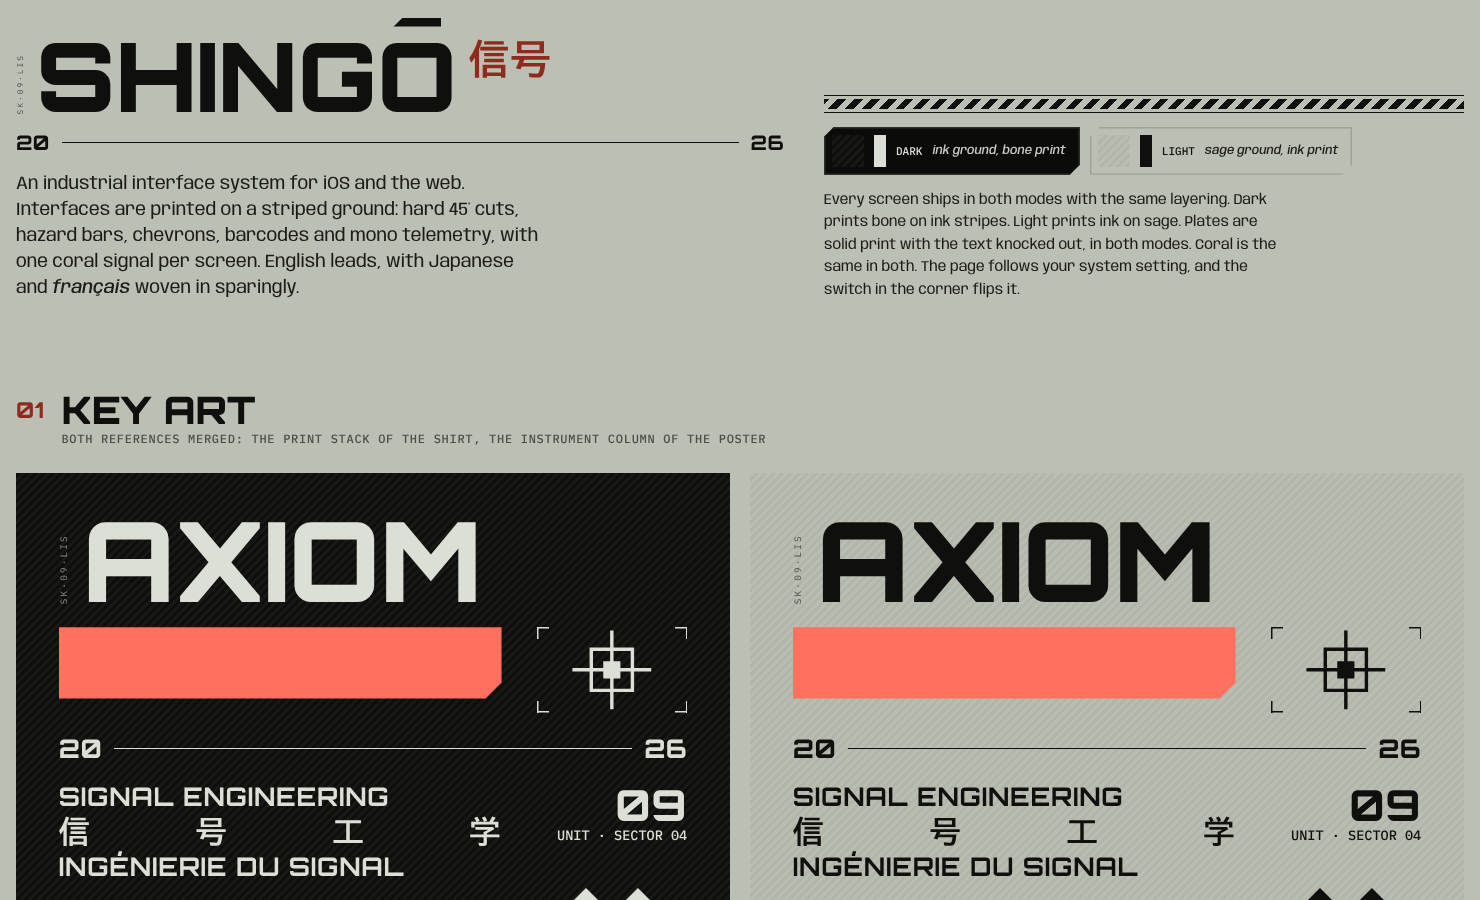 SK·09·LIS
SHINGŌ 信号
20 26
An industrial interface system for iOS and the web.
Interfaces are printed on a striped ground: hard 45° cuts,
hazard bars, chevrons, barcodes and mono telemetry, with
one coral signal per screen. English leads, with Japanese
and français woven in sparingly.
DARK ink ground, bone print
LIGHT sage ground, ink print
Every screen ships in both modes with the same layering. Dark
prints bone on ink stripes. Light prints ink on sage. Plates are
solid print with the text knocked out, in both modes. Coral is the
same in both. The page follows your system setting, and the
switch in the corner flips it.
01 KEY ART
BOTH REFERENCES MERGED: THE PRINT STACK OF THE SHIRT, THE INSTRUMENT COLUMN OF THE POSTER
SK·09·LIS
AXIOM
20 26
SIGNAL ENGINEERING
信号工学
INGÉNIERIE DU SIGNAL
09
UNIT · SECTOR 04
SK·09·LIS
AXIOM
20 26
SIGNAL ENGINEERING
信号工学
INGÉNIERIE DU SIGNAL
09
UNIT · SECTOR 04